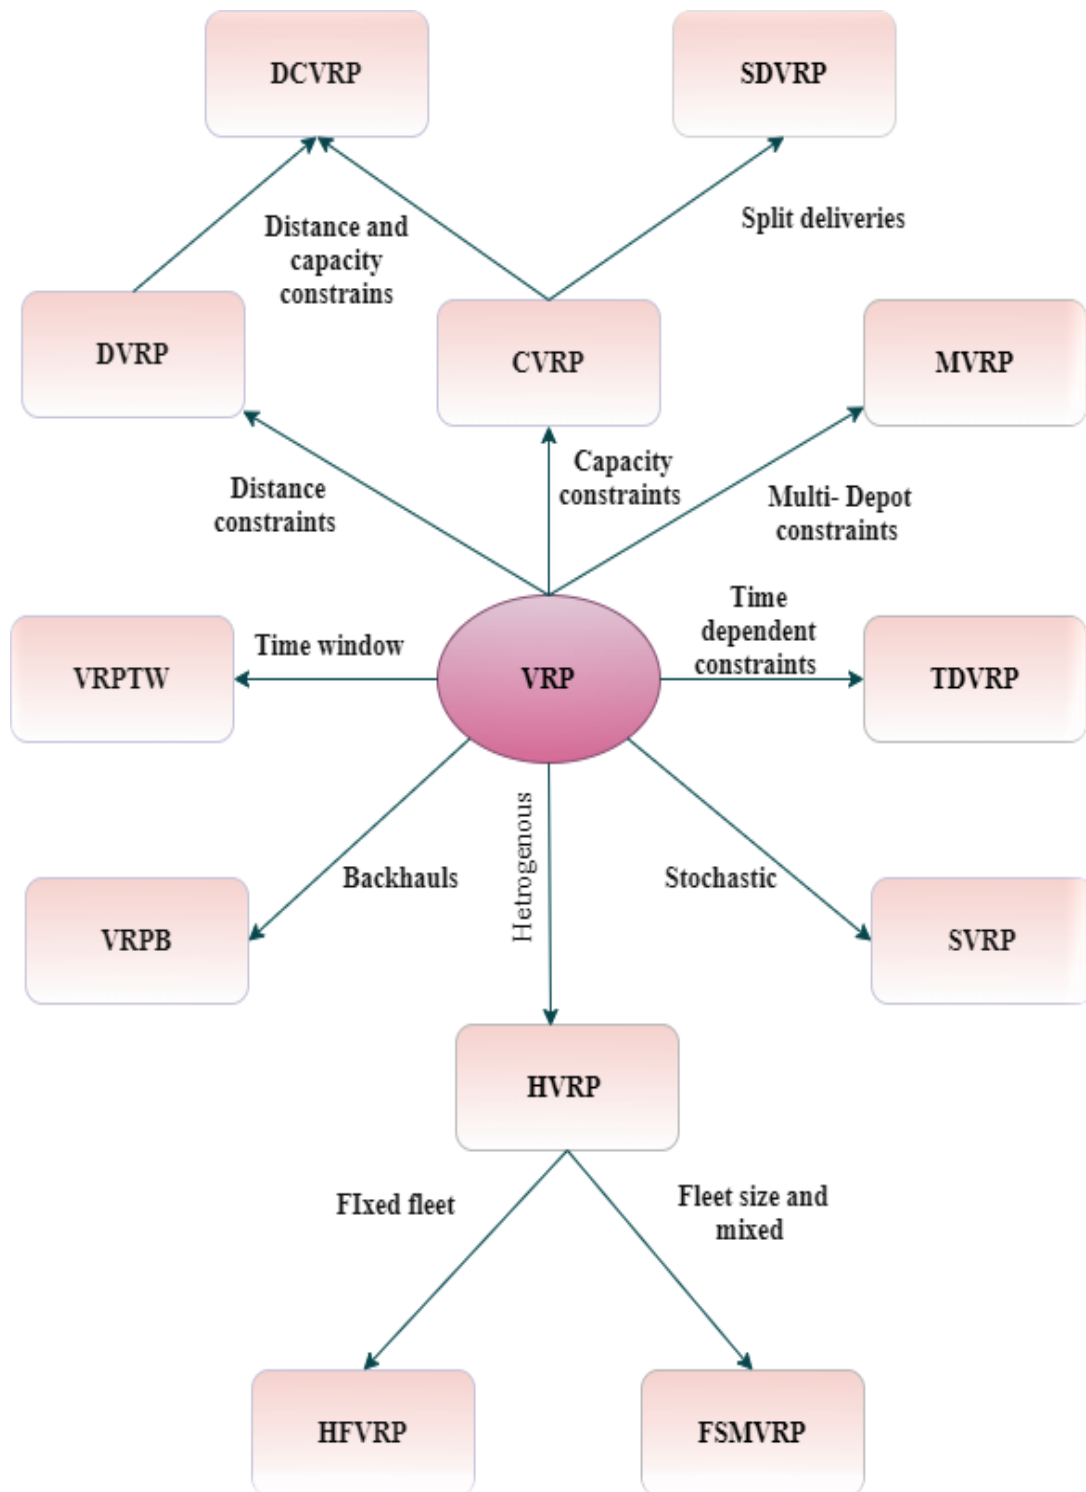 DCVRP
SDVRP
Distance and
capacity
constrains
Split deliveries
DVRP
CVRP
MVRP
Distance
constraints
Capacity
constraints
Multi- Depot
constraints
Time
dependent
constraints
Time window
VRPTW
VRP
TDVRP
Backhauls
Hetrogenous
Stochastic
VRPB
SVRP
HVRP
FIxed fleet
Fleet size and
mixed
HFVRP
FSMVRP